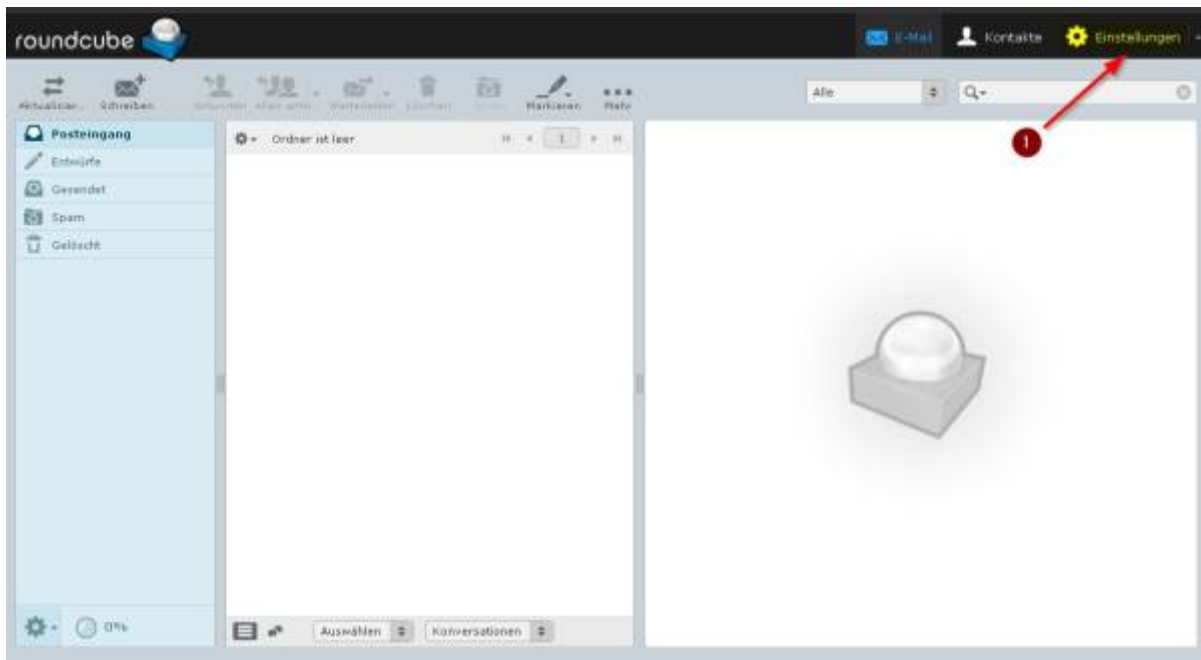 roundcube
E-Mail Kontakte Einstellungen
Schreiben
Markieren Mehr
Alle
Posteingang
Entwürfe
Gesendet
Spam
Gelöscht
Ordner ist leer 1
1
0%
Auswählen Konversationen